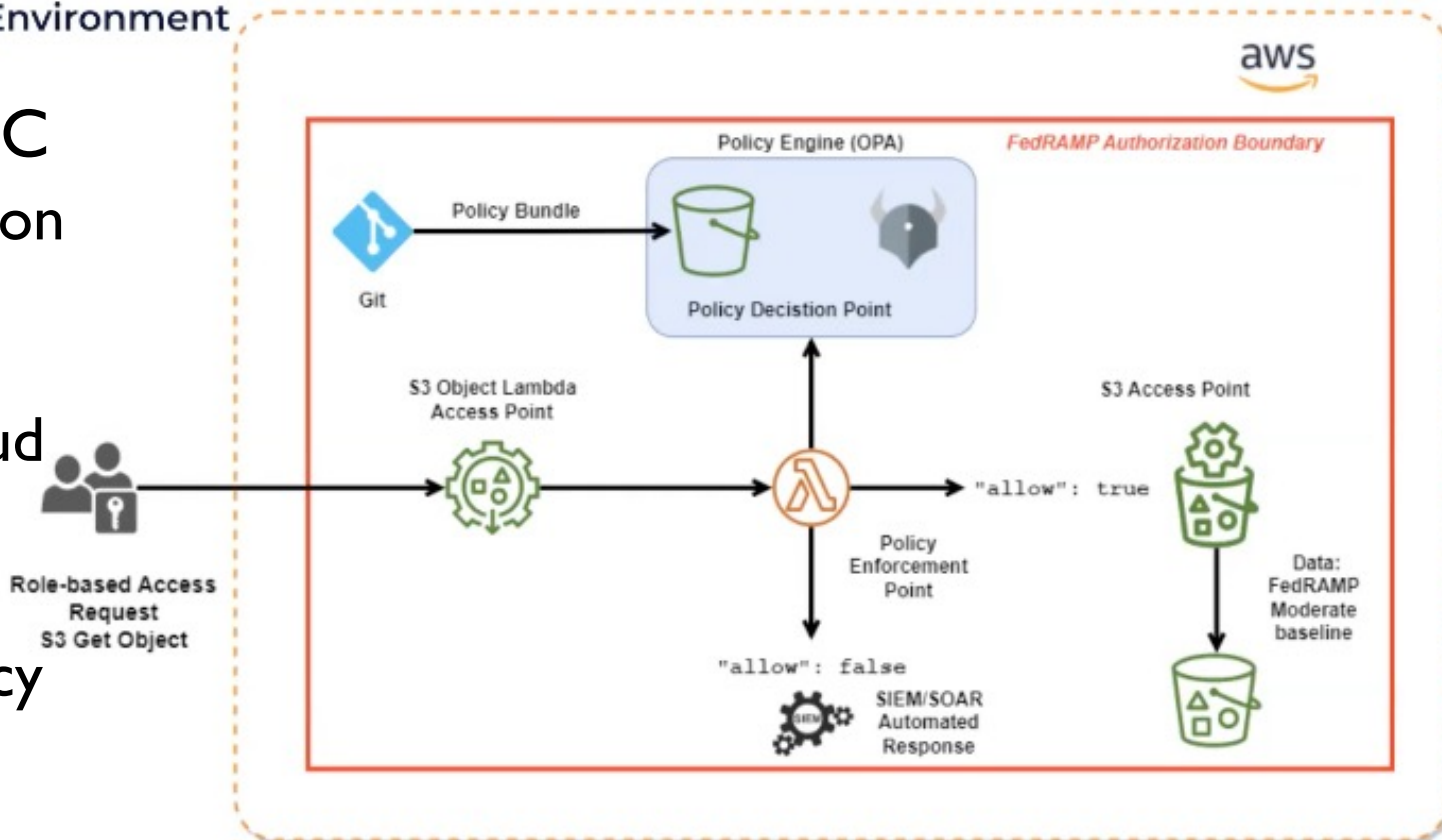 Environment
aws
C
on
ud
cy
FedRAMP Authorization Boundary
Policy Engine (OPA)
Policy Bundle
Git
Policy Decistion Point
S3 Object Lambda
Access Point
S3 Access Point
"allow": true
Policy
Enforcement
Point
Data:
FedRAMP
Moderate
baseline
Role-based Access
Request
S3 Get Object
"allow": false
SIEM
SIEM/SOAR
Automated
Response